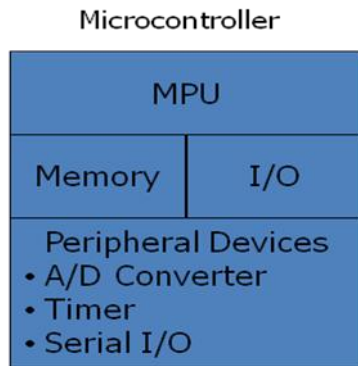 Microcontroller
MPU
Memory I/O
Peripheral Devices
• A/D Converter
• Timer
• Serial I/O